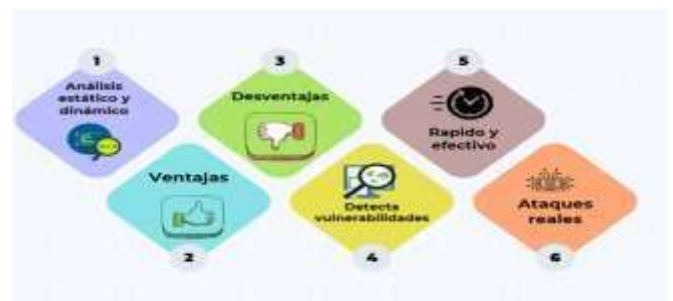 1
Análisis
estático y
dinámico
Ventajas
2
3
Desventajas
Detecta
vulnerabilidades
4
5
Rapido y
efectivo
Ataques
reales
6